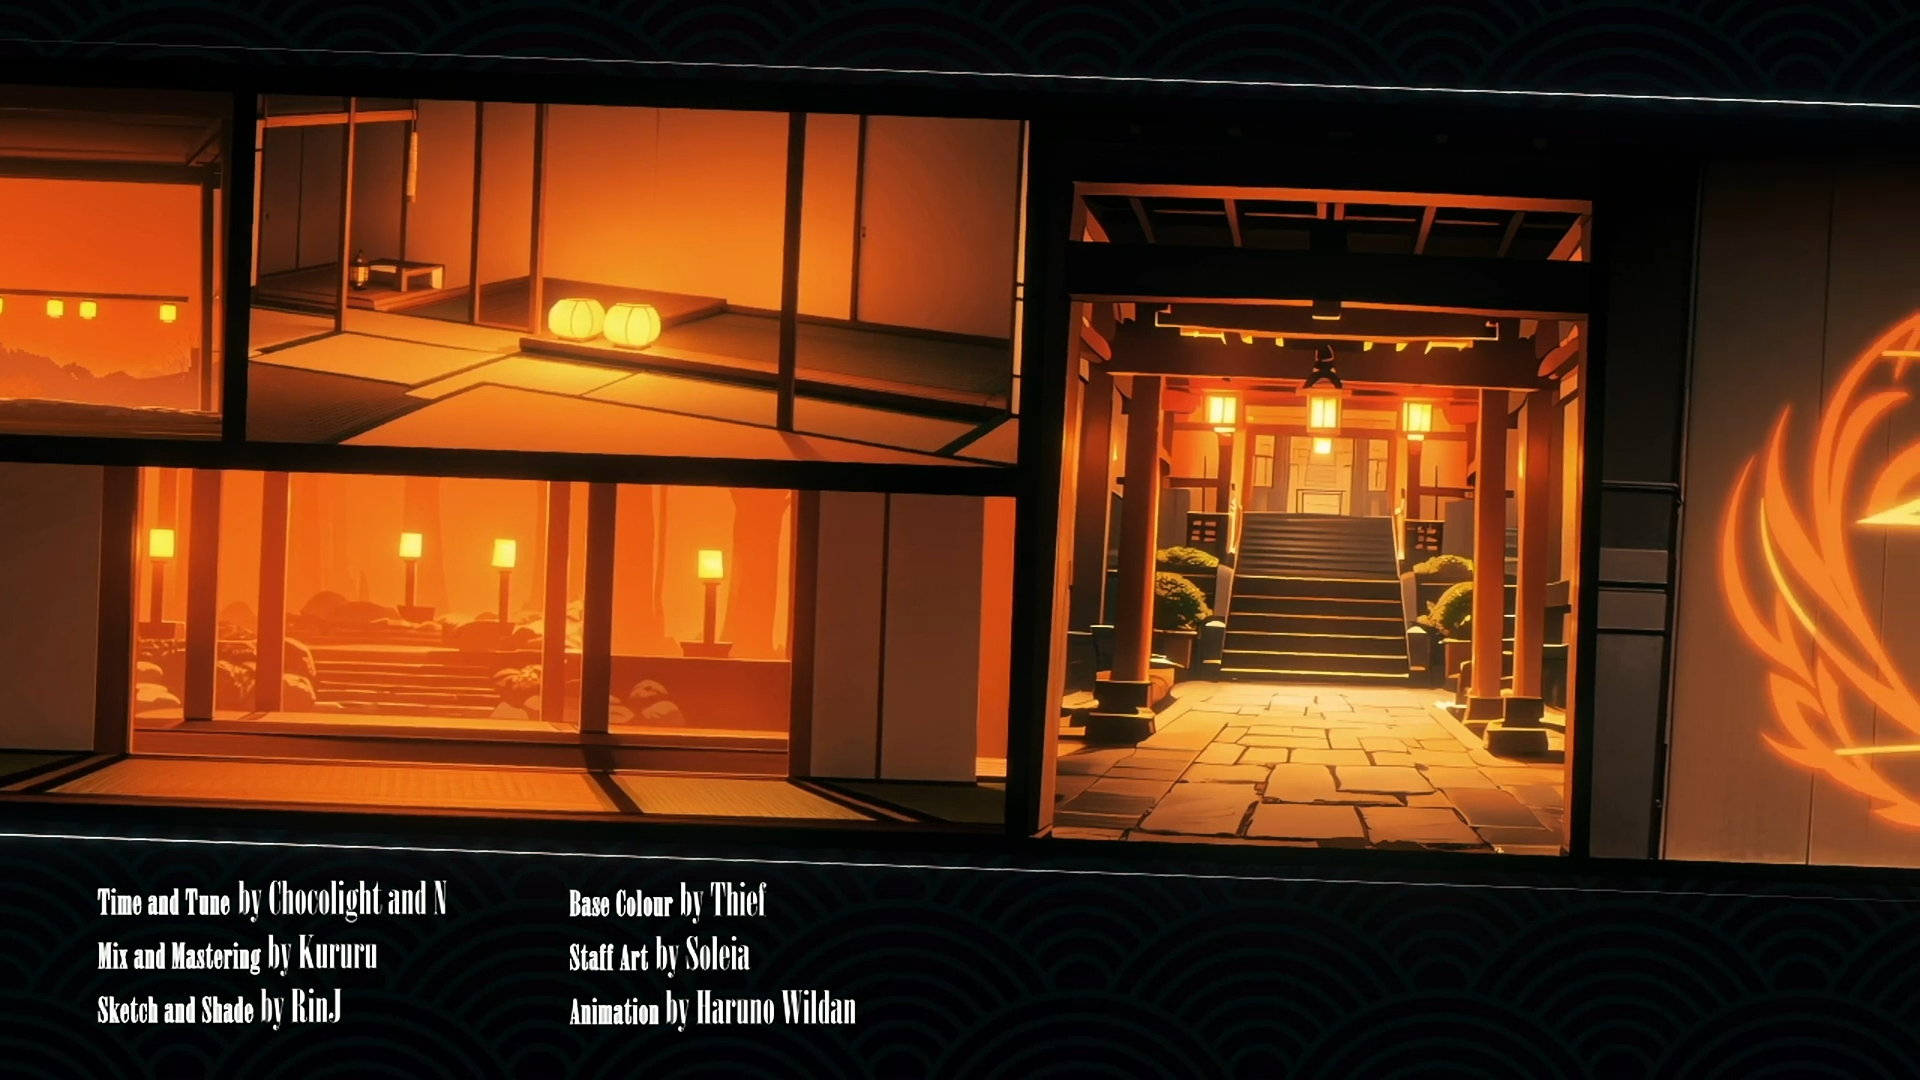 Time and Tune by Chocolight and N
Mix and Mastering by Kururu
Sketch and Shade by RinJ
Base Colour by Thief
Staff Art by Soleia
Animation by Haruno Wildan